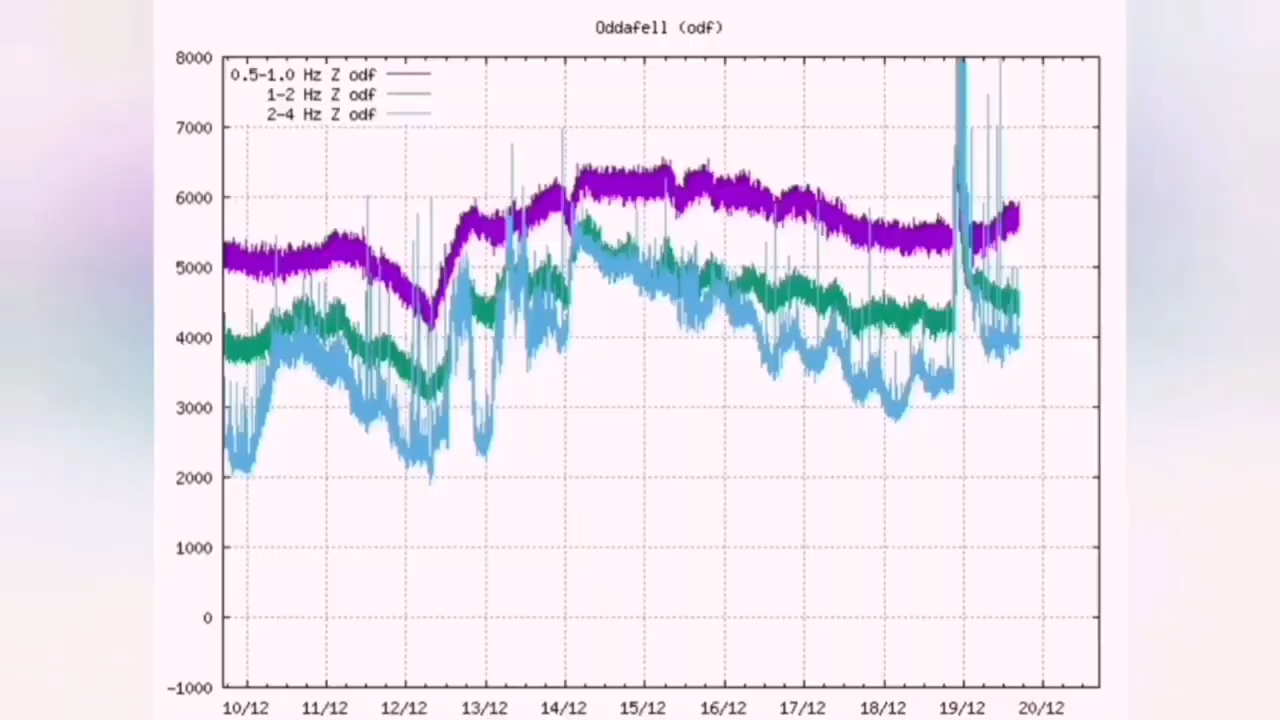 Oddafell (odf)
8000
0.5-1.0 Hz Z odf
1-2 Hz Z odf
2-4 Hz Z odf
7000
6000
5000
4000
3000
2000
1000
0
-1000
10/12 11/12 12/12 13/12 14/12 15/12 16/12 17/12 18/12 19/12 20/12